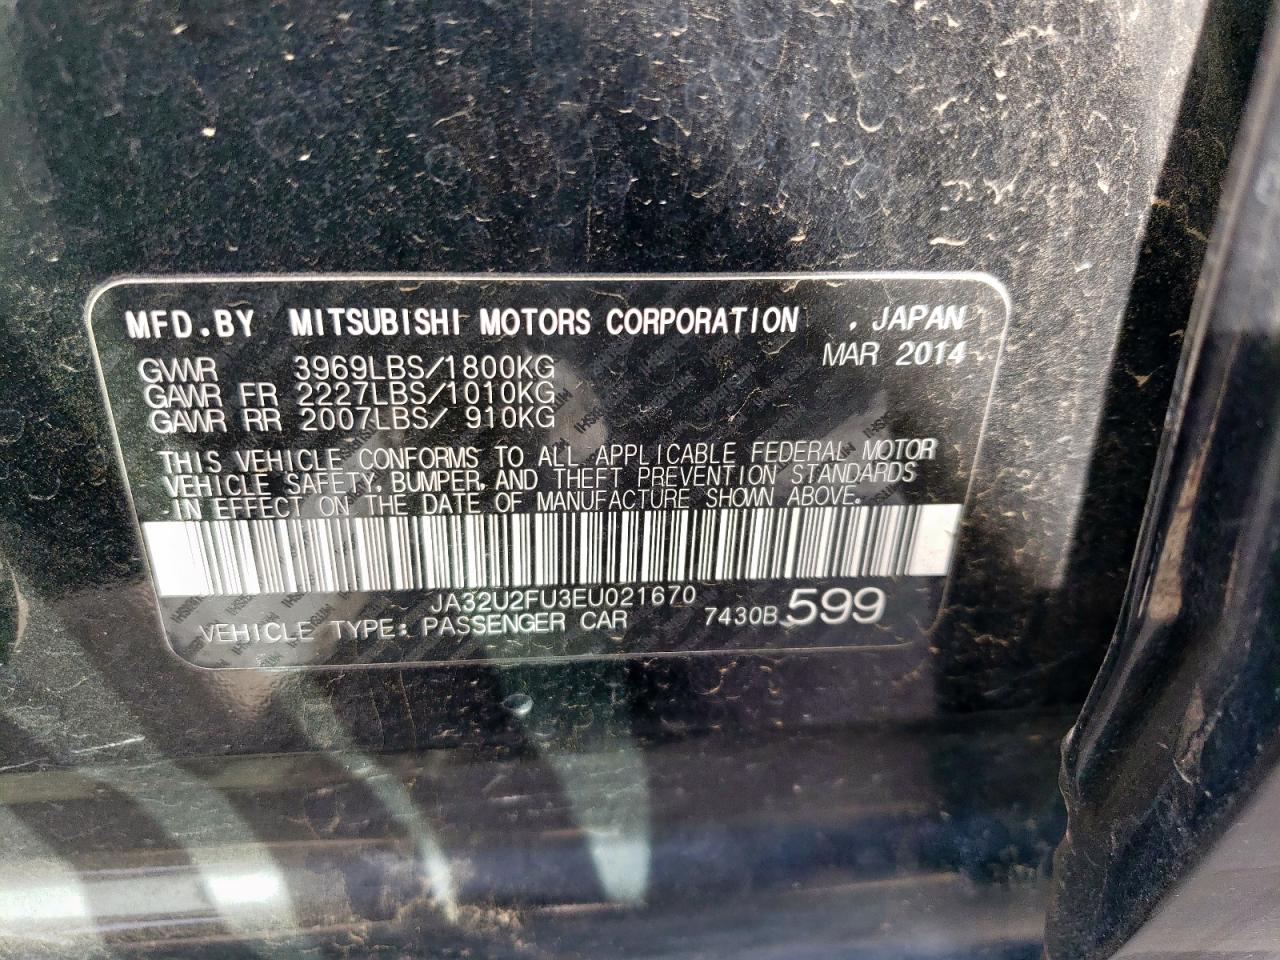 MFD.BY MITSUBISHI MOTORS CORPORATION , JAPAN
MAR 2014
GVWR 3969LBS/1800KG
GAWR FR 2227LBS/1010KG
GAWR RR 2007LBS/ 910KG
THIS VEHICLE CONFORMS TO ALL APPLICABLE FEDERAL MOTOR
VEHICLE SAFETY, BUMPER, AND THEFT PREVENTION STANDARDS
IN EFFECT ON THE DATE OF MANUFACTURE SHOWN ABOVE.
JA32U2FU3EU021670
VEHICLE TYPE: PASSENGER CAR 7430B 599